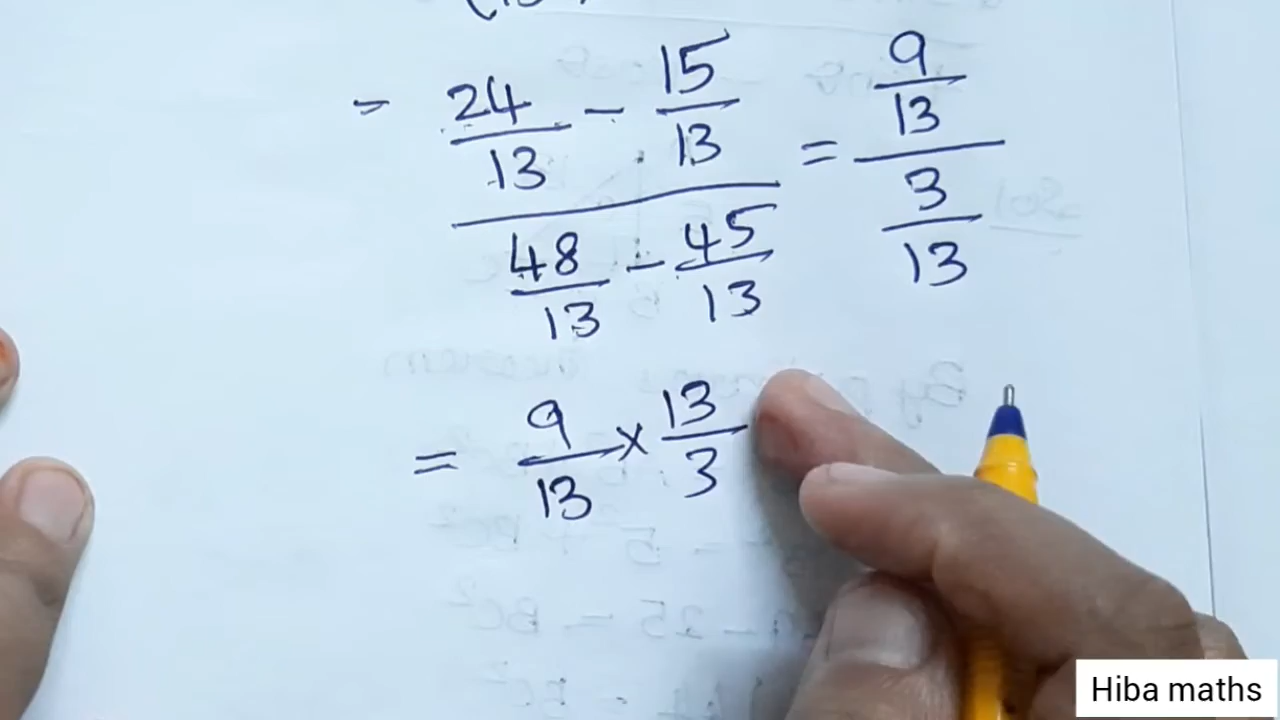 = 24/13 - 15/13 = 9/13
48/13 - 45/13   3/13
= 9/13 × 13/3
Hiba maths